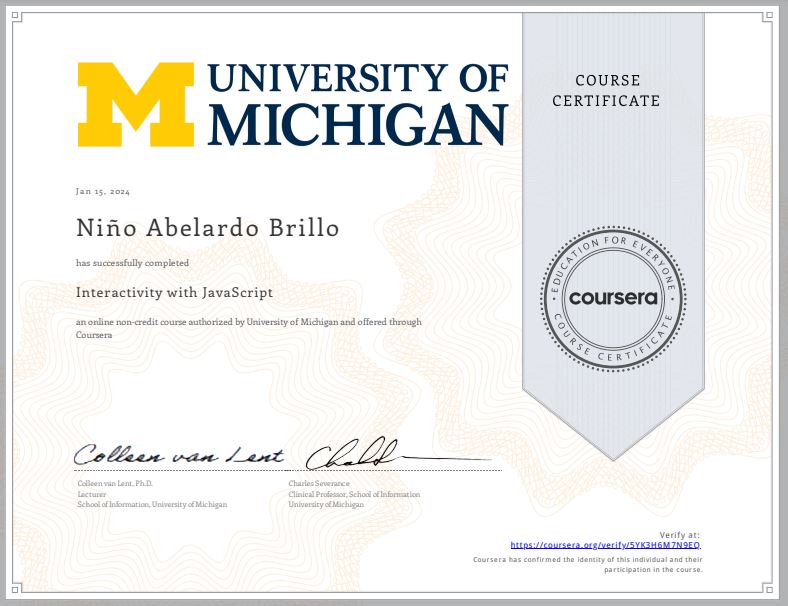 UNIVERSITY OF
MICHIGAN
COURSE
CERTIFICATE
Jan 15, 2024
Niño Abelardo Brillo
has successfully completed
Interactivity with JavaScript
an online non-credit course authorized by University of Michigan and offered through
Coursera
EDUCATION FOR EVERYONE
coursera
COURSE CERTIFICATE
Colleen van Lent
Colleen van Lent, Ph.D.
Lecturer
School of Information, University of Michigan
Charles Severance
Clinical Professor, School of Information
University of Michigan
Verify at:
https://coursera.org/verify/5YK3H6M7N9EQ
Coursera has confirmed the identity of this individual and their
participation in the course.